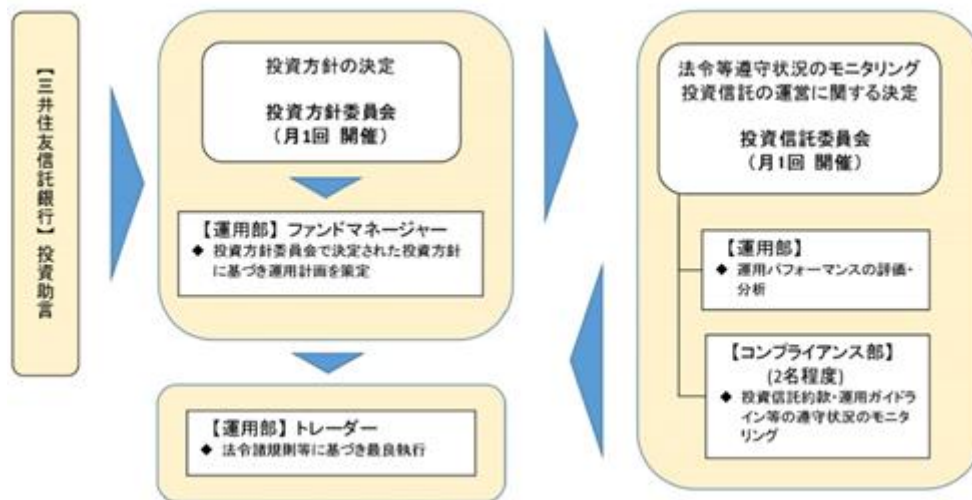 【三井住友信託銀行】投資助言
投資方針の決定
投資方針委員会
(月1回 開催)
【運用部】ファンドマネージャー
◆ 投資方針委員会で決定された投資方針
に基づき運用計画を策定
【運用部】トレーダー
◆ 法令諸規則等に基づき最良執行
法令等遵守状況のモニタリング
投資信託の運営に関する決定
投資信託委員会
(月1回 開催)
【運用部】
◆ 運用パフォーマンスの評価・
分析
【コンプライアンス部】
(2名程度)
◆ 投資信託約款・運用ガイドラ
イン等の遵守状況のモニ
タリング